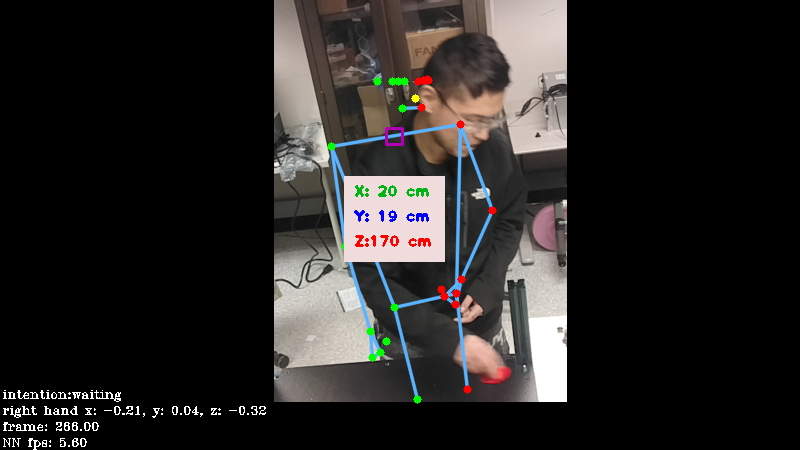 FAN
X: 20 cm
Y: 19 cm
Z:170 cm
intention:waiting
right hand x: -0.21, y: 0.04, z: -0.32
frame: 266.00
NN fps: 5.60